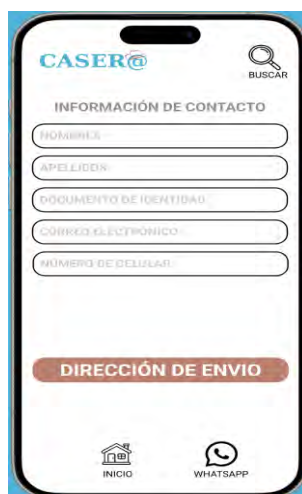 CASER@
BUSCAR
INFORMACIÓN DE CONTACTO
NOMBRES
APELLIDOS
DOCUMENTO DE IDENTIDAD
CORREO ELECTRÓNICO
NÚMERO DE CELULAR
DIRECCIÓN DE ENVIO
INICIO
WHATSAPP